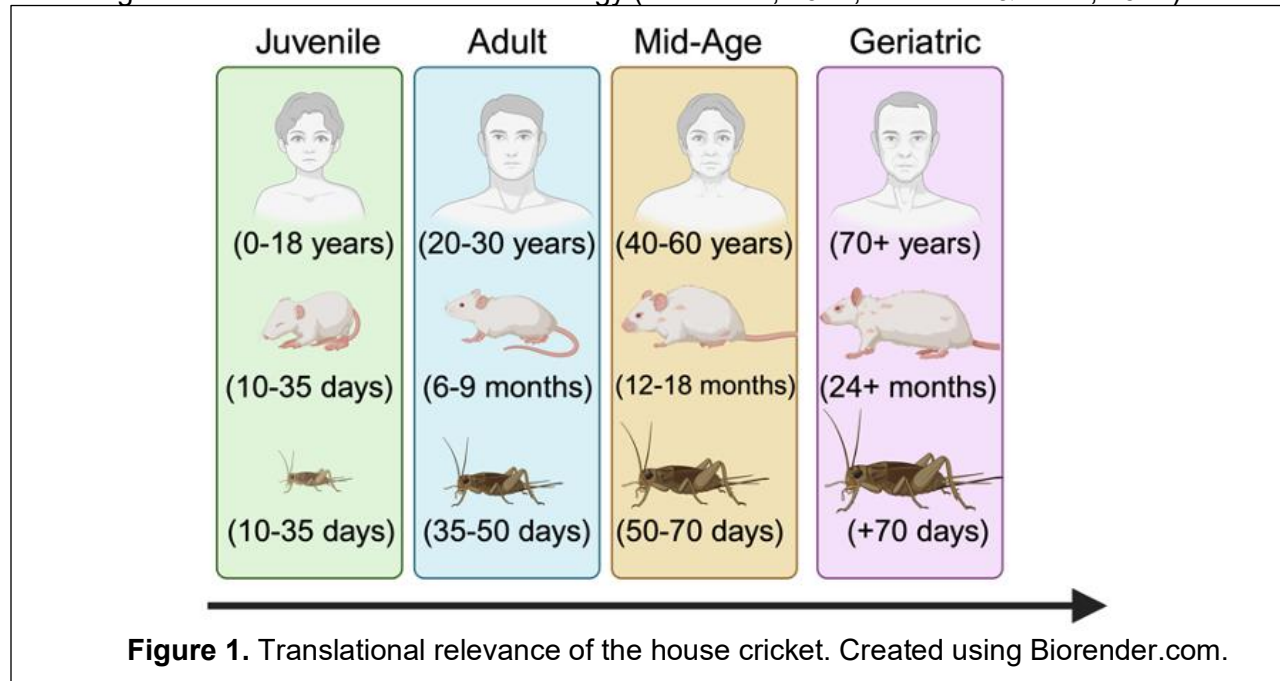 Juvenile Adult Mid-Age Geriatric
(0-18 years) (20-30 years) (40-60 years) (70+ years)
(10-35 days) (6-9 months) (12-18 months) (24+ months)
(10-35 days) (35-50 days) (50-70 days) (+70 days)
Figure 1. Translational relevance of the house cricket. Created using Biorender.com.